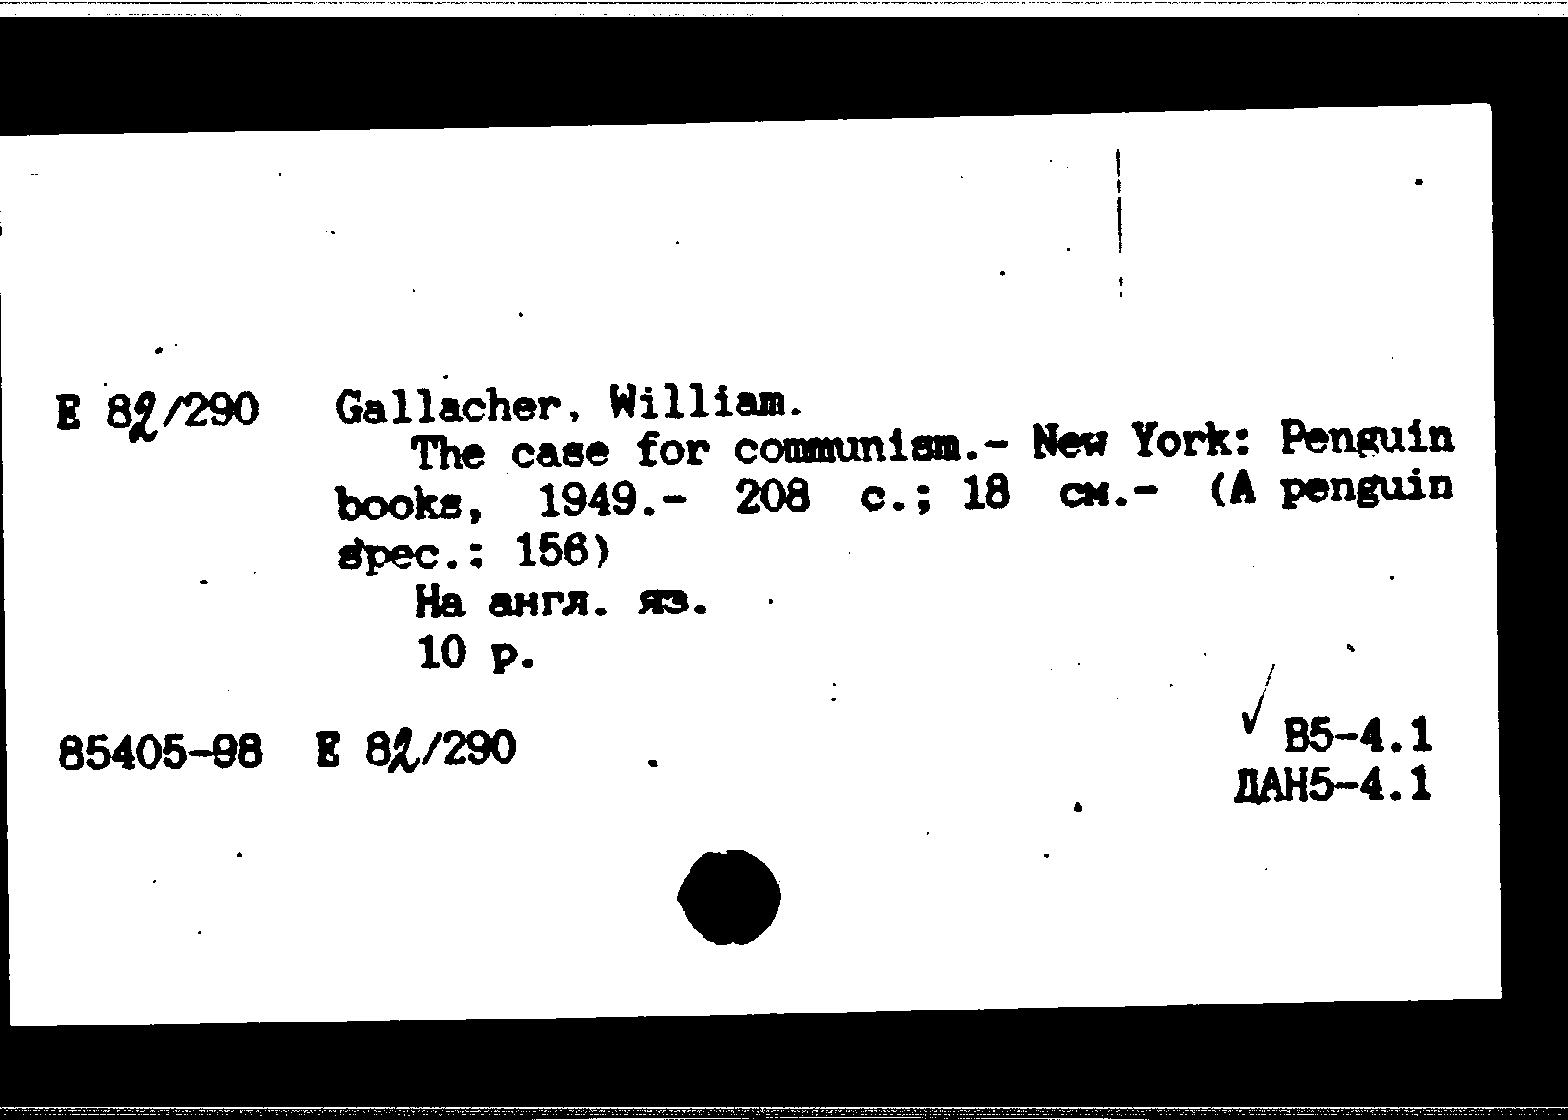 E 82/290 Gallacher, William.
The case for communism.- New York: Penguin
books, 1949.- 208 с.; 18 см.- (A penguin
spec.; 156)
На англ. яз.
10 р.
85405-98 E 82/290
✓ В5-4.1
ДАН5-4.1